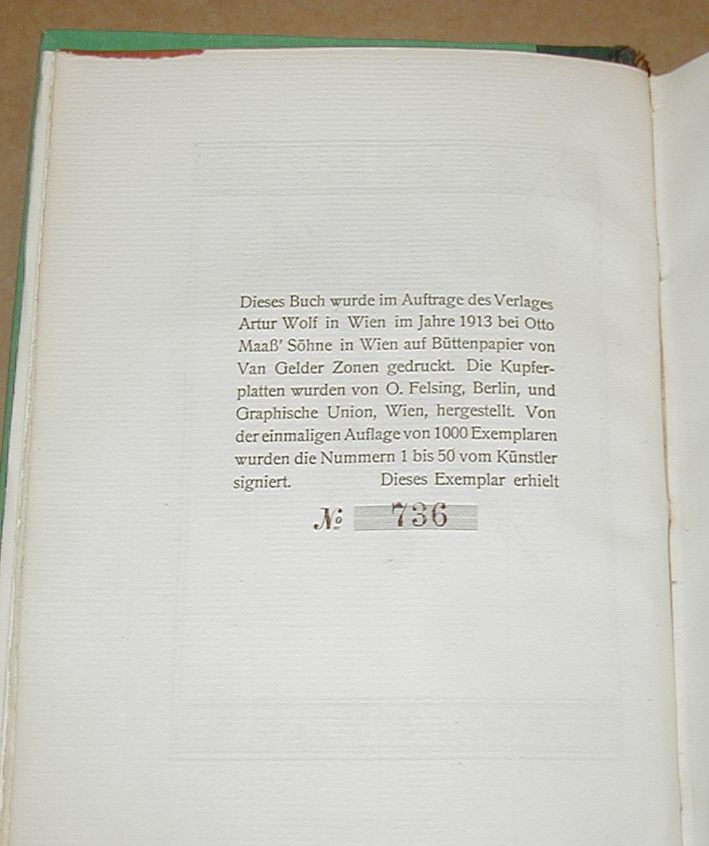 Dieses Buch wurde im Auftrage des Verlages
Artur Wolf in Wien im Jahre 1913 bei Otto
Maaß' Söhne in Wien auf Büttenpapier von
Van Gelder Zonen gedruckt. Die Kupfer-
platten wurden von O. Felsing, Berlin, und
Graphische Union, Wien, hergestellt. Von
der einmaligen Auflage von 1000 Exemplaren
wurden die Nummern 1 bis 50 vom Künstler
signiert. Dieses Exemplar erhielt
№ 736